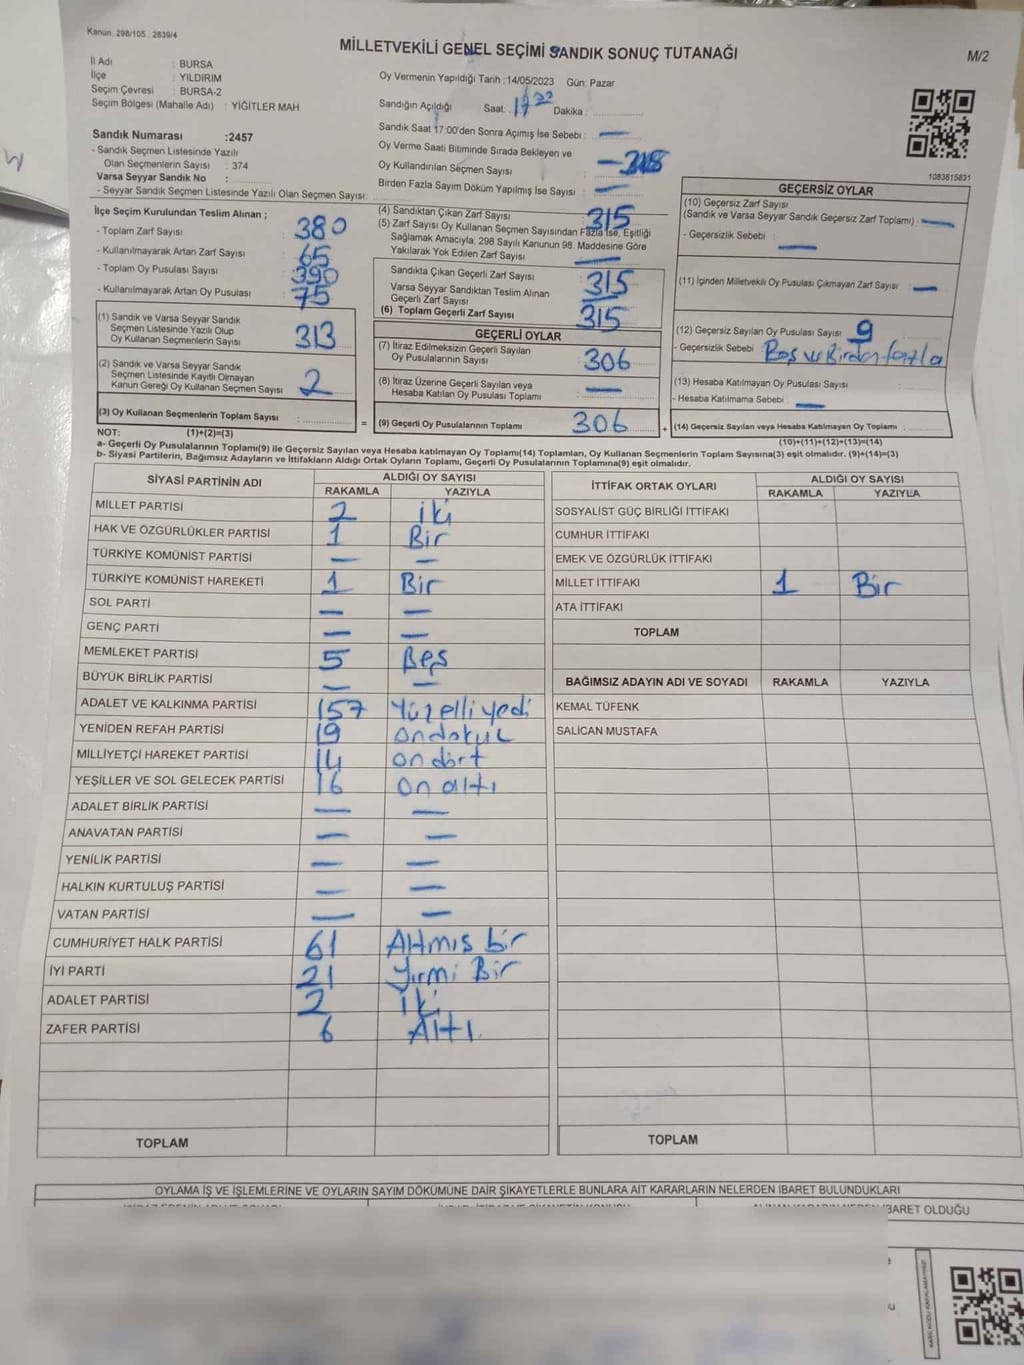 Kanun. 298/105 , 2839/4
MİLLETVEKİLİ GENEL SEÇİMİ SANDIK SONUÇ TUTANAĞI
M/2
İl Adı : BURSA
İlçe : YILDIRIM
Seçim Çevresi : BURSA-2
Seçim Bölgesi (Mahalle Adı) : YİĞİTLER MAH.
Sandık Numarası :2457
- Sandık Seçmen Listesinde Yazılı
Olan Seçmenlerin Sayısı : 374
Varsa Seyyar Sandık No :
- Seyyar Sandık Seçmen Listesinde Yazılı Olan Seçmen Sayısı:
Oy Vermenin Yapıldığı Tarih :14/05/2023 Gün: Pazar
Sandığın Açıldığı Saat: 17 Dakika :
Sandık Saat 17:00'den Sonra Açımış İse Sebebi : —
Oy Verme Saati Bitiminde Sırada Bekleyen ve
Oy Kullandırılan Seçmen Sayısı : —
Birden Fazla Sayım Döküm Yapılmış İse Sayısı : —
1083615831
İlçe Seçim Kurulundan Teslim Alınan ;
- Toplam Zarf Sayısı : 380
- Kullanılmayarak Artan Zarf Sayısı : 65
- Toplam Oy Pusulası Sayısı : 390
- Kullanılmayarak Artan Oy Pusulası : 75
(1) Sandık ve Varsa Seyyar Sandık
Seçmen Listesinde Yazılı Olup
Oy Kullanan Seçmenlerin Sayısı : 313
(2) Sandık ve Varsa Seyyar Sandık
Seçmen Listesinde Kayıtlı Olmayan
Kanun Gereği Oy Kullanan Seçmen Sayısı : 2
(3) Oy Kullanan Seçmenlerin Toplam Sayısı :
(4) Sandıktan Çıkan Zarf Sayısı : 315
(5) Zarf Sayısı Oy Kullanan Seçmen Sayısından Fazla İse, Eşitliği
Sağlamak Amacıyla, 298 Sayılı Kanunun 98. Maddesine Göre
Yakılarak Yok Edilen Zarf Sayısı : —
Sandıkta Çıkan Geçerli Zarf Sayısı : 315
Varsa Seyyar Sandıktan Teslim Alınan
Geçerli Zarf Sayısı : —
(6) Toplam Geçerli Zarf Sayısı : 315
GEÇERLİ OYLAR
(7) İtiraz Edilmeksizin Geçerli Sayılan
Oy Pusulalarının Sayısı : 306
(8) İtiraz Üzerine Geçerli Sayılan veya
Hesaba Katılan Oy Pusulası Toplamı : —
= (9) Geçerli Oy Pusulalarının Toplamı : 306
GEÇERSİZ OYLAR
(10) Geçersiz Zarf Sayısı
(Sandık ve Varsa Seyyar Sandık Geçersiz Zarf Toplamı) : —
- Geçersizlik Sebebi : —
(11) İçinden Milletvekili Oy Pusulası Çıkmayan Zarf Sayısı : —
(12) Geçersiz Sayılan Oy Pusulası Sayısı : 9
- Geçersizlik Sebebi : Boş ve Birden fazla
(13) Hesaba Katılmayan Oy Pusulası Sayısı :
- Hesaba Katılmama Sebebi : —
+ (14) Geçersiz Sayılan veya Hesaba Katılmayan Oy Toplamı :
NOT: (1)+(2)=(3)
(10)+(11)+(12)+(13)=(14)
a- Geçerli Oy Pusulalarının Toplamı(9) ile Geçersiz Sayılan veya Hesaba katılmayan Oy Toplamı(14) Toplamları, Oy Kullanan Seçmenlerin Toplam Sayısına(3) eşit olmalıdır. (9)+(14)=(3)
b- Siyasi Partilerin, Bağımsız Adayların ve İttifakların Aldığı Ortak Oyların Toplamı, Geçerli Oy Pusulalarının Toplamına(9) eşit olmalıdır.
SİYASİ PARTİNİN ADI ALDIĞI OY SAYISI
RAKAMLA YAZIYLA
MİLLET PARTİSİ 2 iki
HAK VE ÖZGÜRLÜKLER PARTİSİ 1 Bir
TÜRKİYE KOMÜNİST PARTİSİ — —
TÜRKİYE KOMÜNİST HAREKETİ 1 Bir
SOL PARTİ — —
GENÇ PARTİ — —
MEMLEKET PARTİSİ 5 Beş
BÜYÜK BİRLİK PARTİSİ — —
ADALET VE KALKINMA PARTİSİ 157 Yüzelliyedi
YENİDEN REFAH PARTİSİ 19 ondokuz
MİLLİYETÇİ HAREKET PARTİSİ 14 on dört
YEŞİLLER VE SOL GELECEK PARTİSİ 16 on altı
ADALET BİRLİK PARTİSİ — —
ANAVATAN PARTİSİ — —
YENİLİK PARTİSİ — —
HALKIN KURTULUŞ PARTİSİ — —
VATAN PARTİSİ — —
CUMHURİYET HALK PARTİSİ 61 Altmış bir
İYİ PARTİ 21 Yirmi Bir
ADALET PARTİSİ 2 iki
ZAFER PARTİSİ 6 Altı
TOPLAM
İTTİFAK ORTAK OYLARI ALDIĞI OY SAYISI
RAKAMLA YAZIYLA
SOSYALİST GÜÇ BİRLİĞİ İTTİFAKI
CUMHUR İTTİFAKI
EMEK VE ÖZGÜRLÜK İTTİFAKI
MİLLET İTTİFAKI 1 Bir
ATA İTTİFAKI
TOPLAM
BAĞIMSIZ ADAYIN ADI VE SOYADI RAKAMLA YAZIYLA
KEMAL TÜFENK
SALİCAN MUSTAFA
TOPLAM
OYLAMA İŞ VE İŞLEMLERİNE VE OYLARIN SAYIM DÖKÜMÜNE DAİR ŞİKAYETLERLE BUNLARA AİT KARARLARIN NELERDEN İBARET BULUNDUKLARI
İBARET OLDUĞU